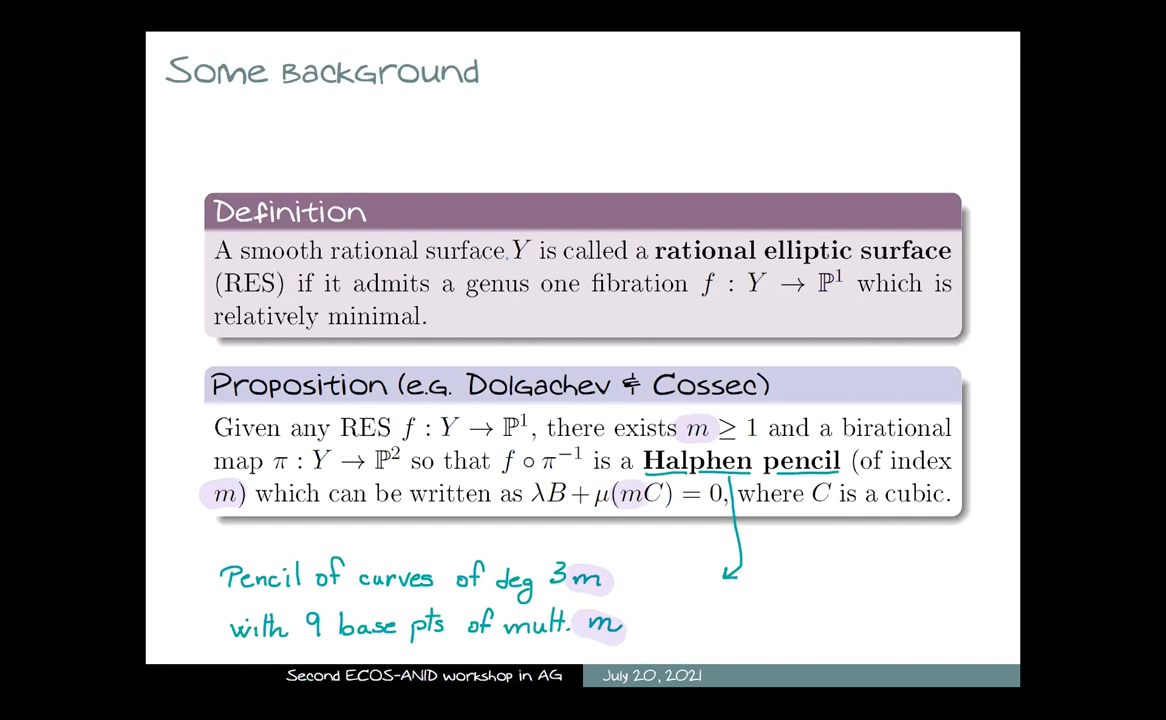 Some Background
Definition
A smooth rational surface Y is called a rational elliptic surface
(RES) if it admits a genus one fibration f : Y → ℙ¹ which is
relatively minimal.
Proposition (e.g. Dolgachev & Cossec)
Given any RES f : Y → ℙ¹, there exists m ≥ 1 and a birational
map π : Y → ℙ² so that f ∘ π⁻¹ is a Halphen pencil (of index
m) which can be written as λB + μ(mC) = 0, where C is a cubic.
Pencil of curves of deg 3m
with 9 base pts of mult. m
Second ECOS-ANID workshop in AG
July 20, 2021